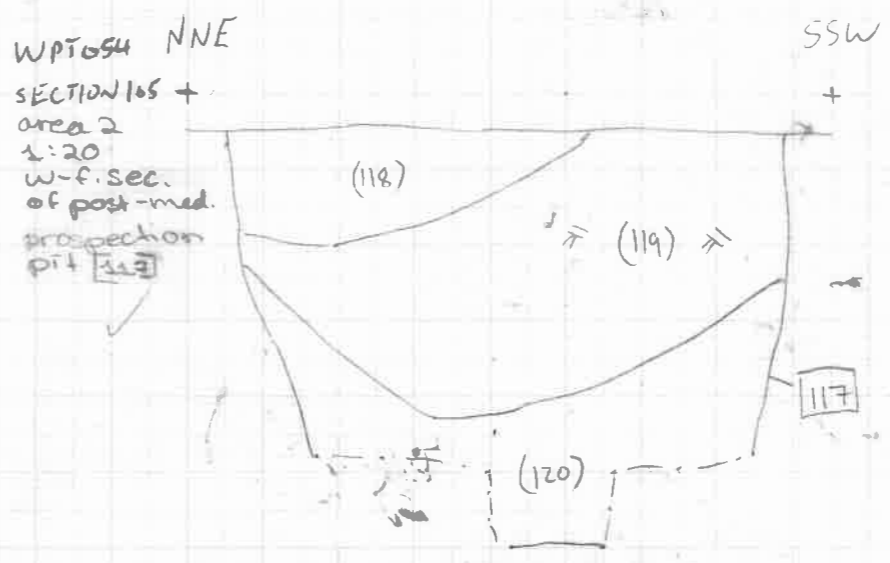 WPT054 NNE
SSW
SECTION 105 + +
area 2
1:20
w-f. sec.
of post-med.
prospection
pit [117]
(118)
(119)
117
(120)